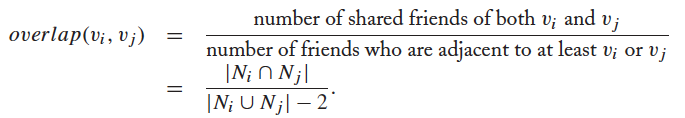 overlap(v_i, v_j) = number of shared friends of both v_i and v_j
number of friends who are adjacent to at least v_i or v_j
= |N_i ∩ N_j|
|N_i ∪ N_j| − 2 .